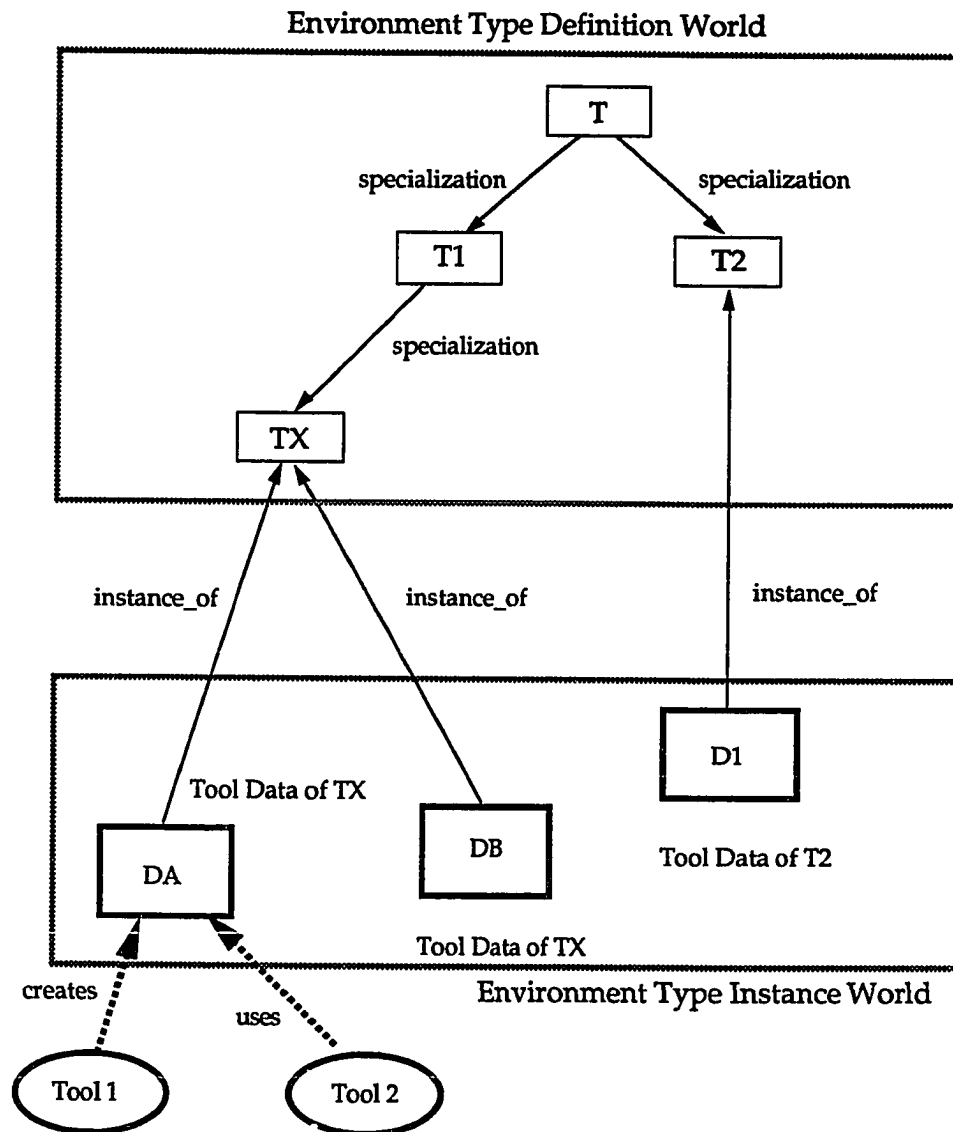 Environment Type Definition World
T
specialization
specialization
T1
T2
specialization
TX
instance_of
instance_of
instance_of
D1
Tool Data of TX
DB
Tool Data of T2
DA
Tool Data of TX
creates
Environment Type Instance World
uses
Tool 1
Tool 2